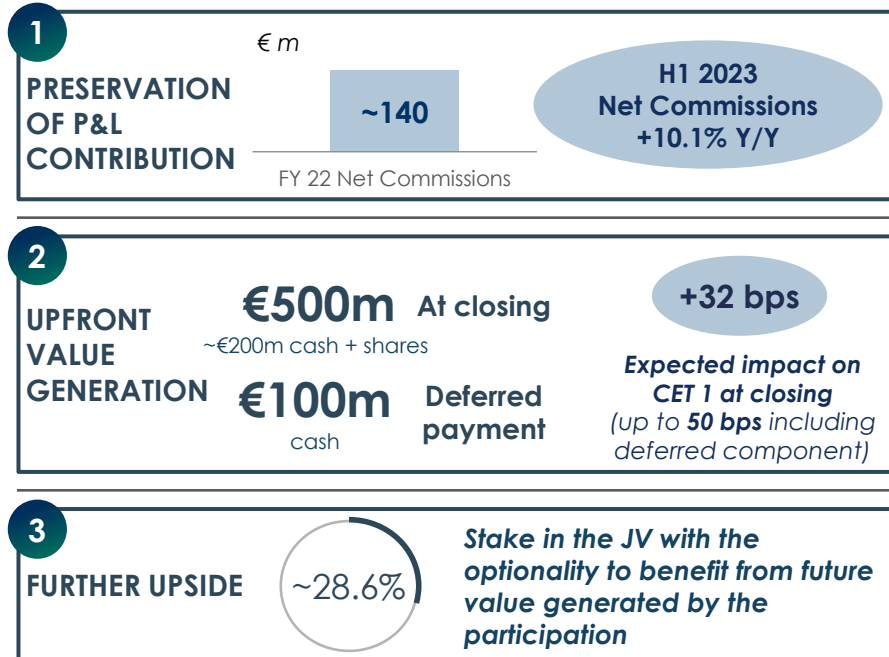 1
PRESERVATION
OF P&L
CONTRIBUTION
€ m
~140
FY 22 Net Commissions
H1 2023
Net Commissions
+10.1% Y/Y
2
UPFRONT
VALUE
GENERATION
€500m At closing
~€200m cash + shares
€100m
cash
Deferred
payment
+32 bps
Expected impact on
CET 1 at closing
(up to 50 bps including
deferred component)
3
FURTHER UPSIDE
~28.6%
Stake in the JV with the
optionality to benefit from future
value generated by the
participation